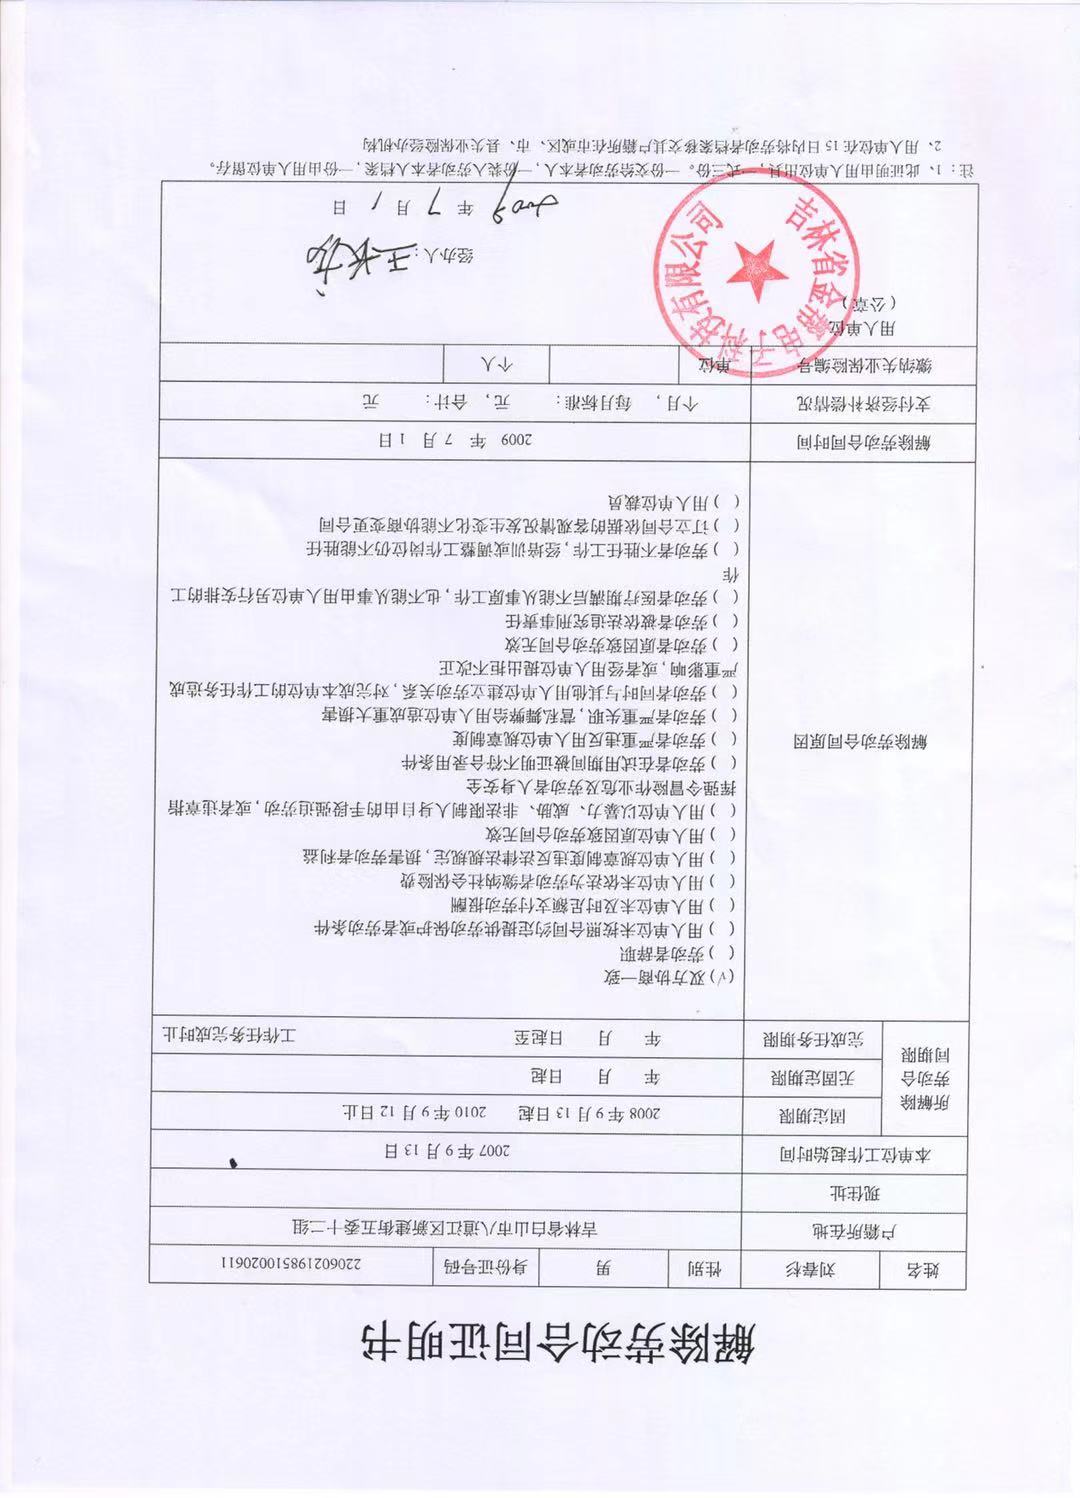 解除劳动合同证明书
姓名 刘春杉 性别 男 身份证号码 220602198510020611
户籍所在地 吉林省白山市八道江区新建街五委十二组
现住址
本单位工作起始时间 2007年9月13日
所解除劳动合同期限 固定期限 2008年9月13日起 2010年9月12日止
无固定期限 年 月 日起
完成任务期限 年 月 日起至 工作任务完成时止
解除劳动合同原因
(√)双方协商一致
( )劳动者辞职
( )用人单位未按照合同约定提供劳动保护或者劳动条件
( )用人单位未及时足额支付劳动报酬
( )用人单位未依法为劳动者缴纳社会保险费
( )用人单位规章制度违反法律法规规定,损害劳动者利益
( )用人单位原因致劳动合同无效
( )用人单位以暴力、威胁、非法限制人身自由的手段强迫劳动,或者违章指
挥强令冒险作业危及劳动者人身安全
( )劳动者在试用期间被证明不符合录用条件
( )劳动者严重违反用人单位规章制度
( )劳动者严重失职,营私舞弊给用人单位造成重大损害
( )劳动者同时与其他用人单位建立劳动关系,对完成本单位的工作任务造成
严重影响,或者经用人单位提出拒不改正
( )劳动者原因致劳动合同无效
( )劳动者被依法追究刑事责任
( )劳动者医疗期满后不能从事原工作,也不能从事由用人单位另行安排的工
作
( )劳动者不胜任工作,经培训或调整工作岗位仍不能胜任
( )订立合同依据的客观情况发生变化不能协商变更合同
( )用人单位裁员
解除劳动合同时间 2009 年 7 月 1 日
支付经济补偿情况 个月, 每月标准: 元, 合计: 元
缴纳失业保险编号 单位 个人
用人单位
(公章)
吉林省金希电子科技有限公司
经办人:
2009年7月1日
注:1、此证明由用人单位出具,一式三份。一份交给劳动者本人,一份装入劳动者本人档案,一份由用人单位留存。
2、用人单位在15日内将劳动者档案移交其户籍所在市或区、市、县失业保险经办机构